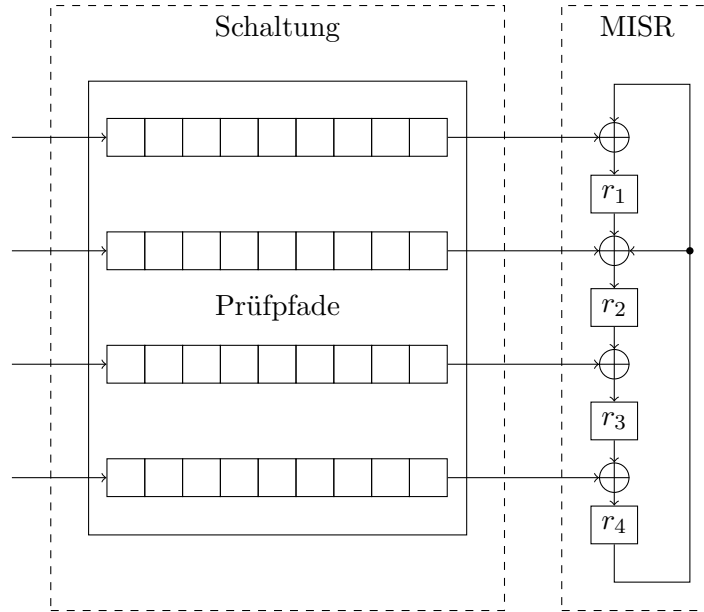 Schaltung
MISR
r₁
r₂
Prüfpfade
r₃
r₄